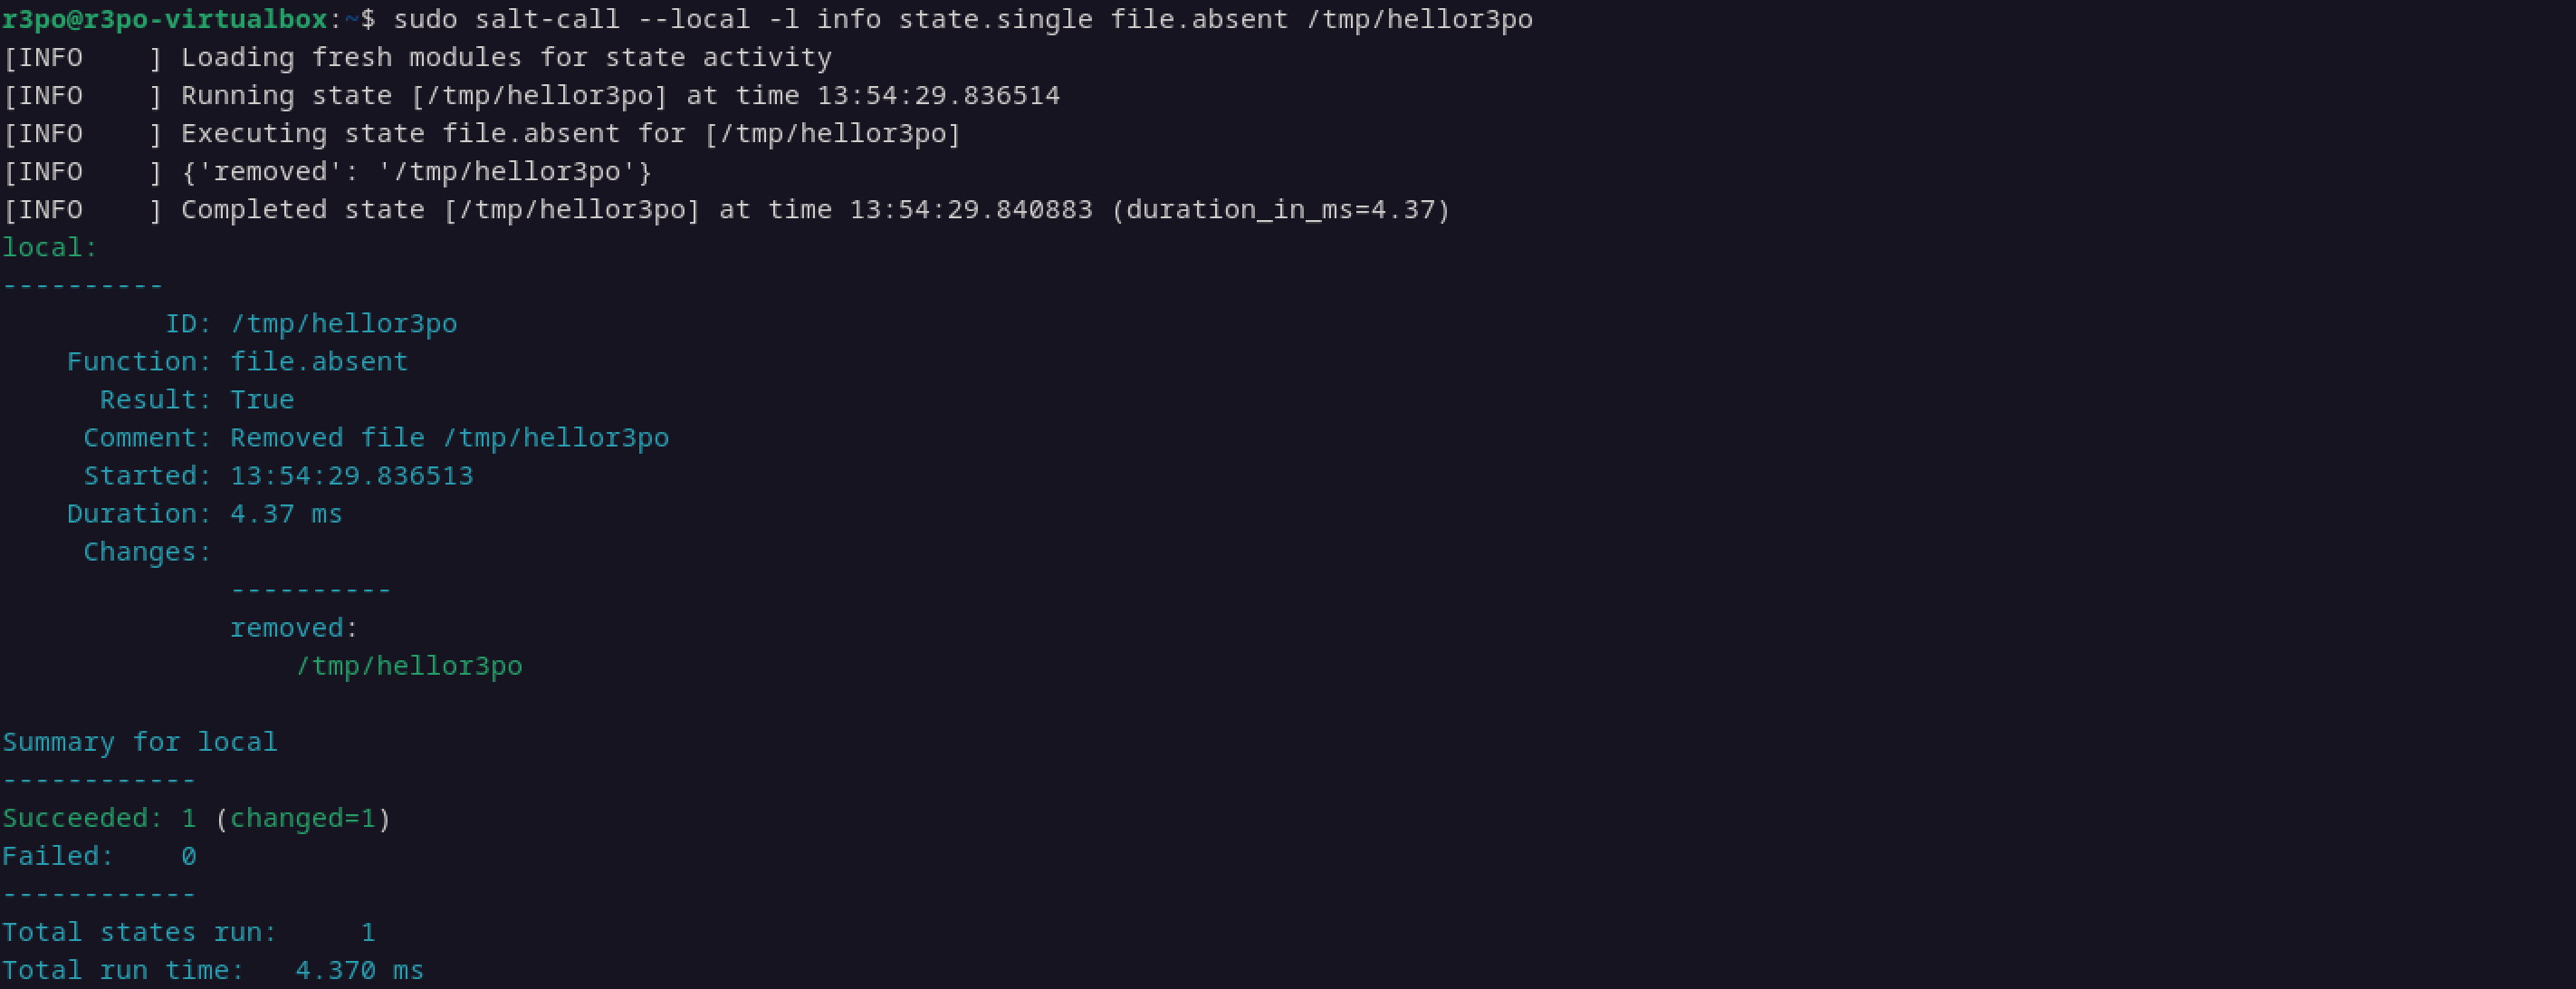 r3po@r3po-virtualbox:~$ sudo salt-call --local -l info state.single file.absent /tmp/hellor3po
[INFO    ] Loading fresh modules for state activity
[INFO    ] Running state [/tmp/hellor3po] at time 13:54:29.836514
[INFO    ] Executing state file.absent for [/tmp/hellor3po]
[INFO    ] {'removed': '/tmp/hellor3po'}
[INFO    ] Completed state [/tmp/hellor3po] at time 13:54:29.840883 (duration_in_ms=4.37)
local:
----------
          ID: /tmp/hellor3po
    Function: file.absent
      Result: True
     Comment: Removed file /tmp/hellor3po
     Started: 13:54:29.836513
    Duration: 4.37 ms
     Changes:
              ----------
              removed:
                  /tmp/hellor3po

Summary for local
------------
Succeeded: 1 (changed=1)
Failed:    0
------------
Total states run:     1
Total run time:   4.370 ms